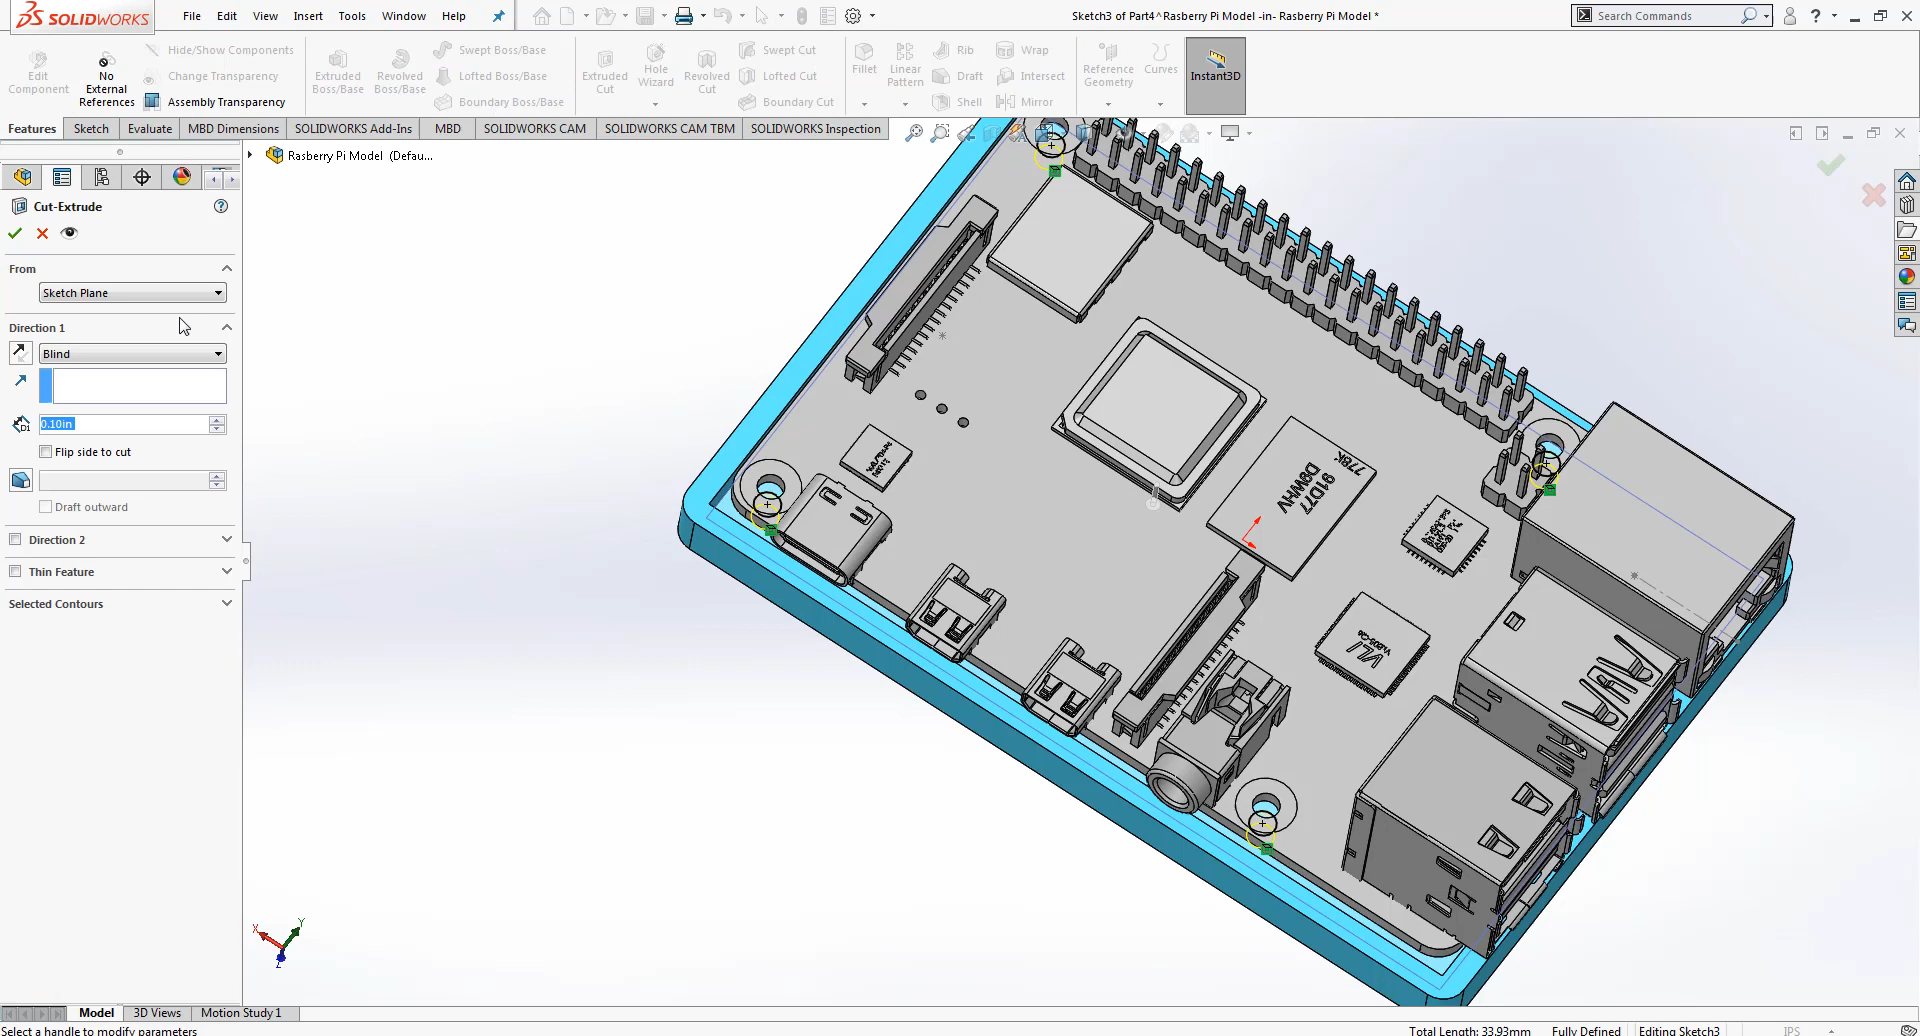 SOLIDWORKS
File Edit View Insert Tools Window Help
Sketch3 of Part4^Rasberry Pi Model -in- Rasberry Pi Model *
Search Commands
Edit Component
No External References
Hide/Show Components
Change Transparency
Assembly Transparency
Extruded Boss/Base
Revolved Boss/Base
Swept Boss/Base
Lofted Boss/Base
Boundary Boss/Base
Extruded Cut
Hole Wizard
Revolved Cut
Swept Cut
Lofted Cut
Boundary Cut
Fillet
Linear Pattern
Rib
Draft
Shell
Wrap
Intersect
Mirror
Reference Geometry
Curves
Instant3D
Features Sketch Evaluate MBD Dimensions SOLIDWORKS Add-Ins MBD SOLIDWORKS CAM SOLIDWORKS CAM TBM SOLIDWORKS Inspection
Rasberry Pi Model (Defau...
Cut-Extrude
From
Sketch Plane
Direction 1
Blind
D1
0.10in
Flip side to cut
Draft outward
Direction 2
Thin Feature
Selected Contours
778K
91D77
D9WHV
VLI
X Y Z
Model 3D Views Motion Study 1
Select a handle to modify parameters
Total Length: 33.93mm Fully Defined Editing Sketch3 IPS